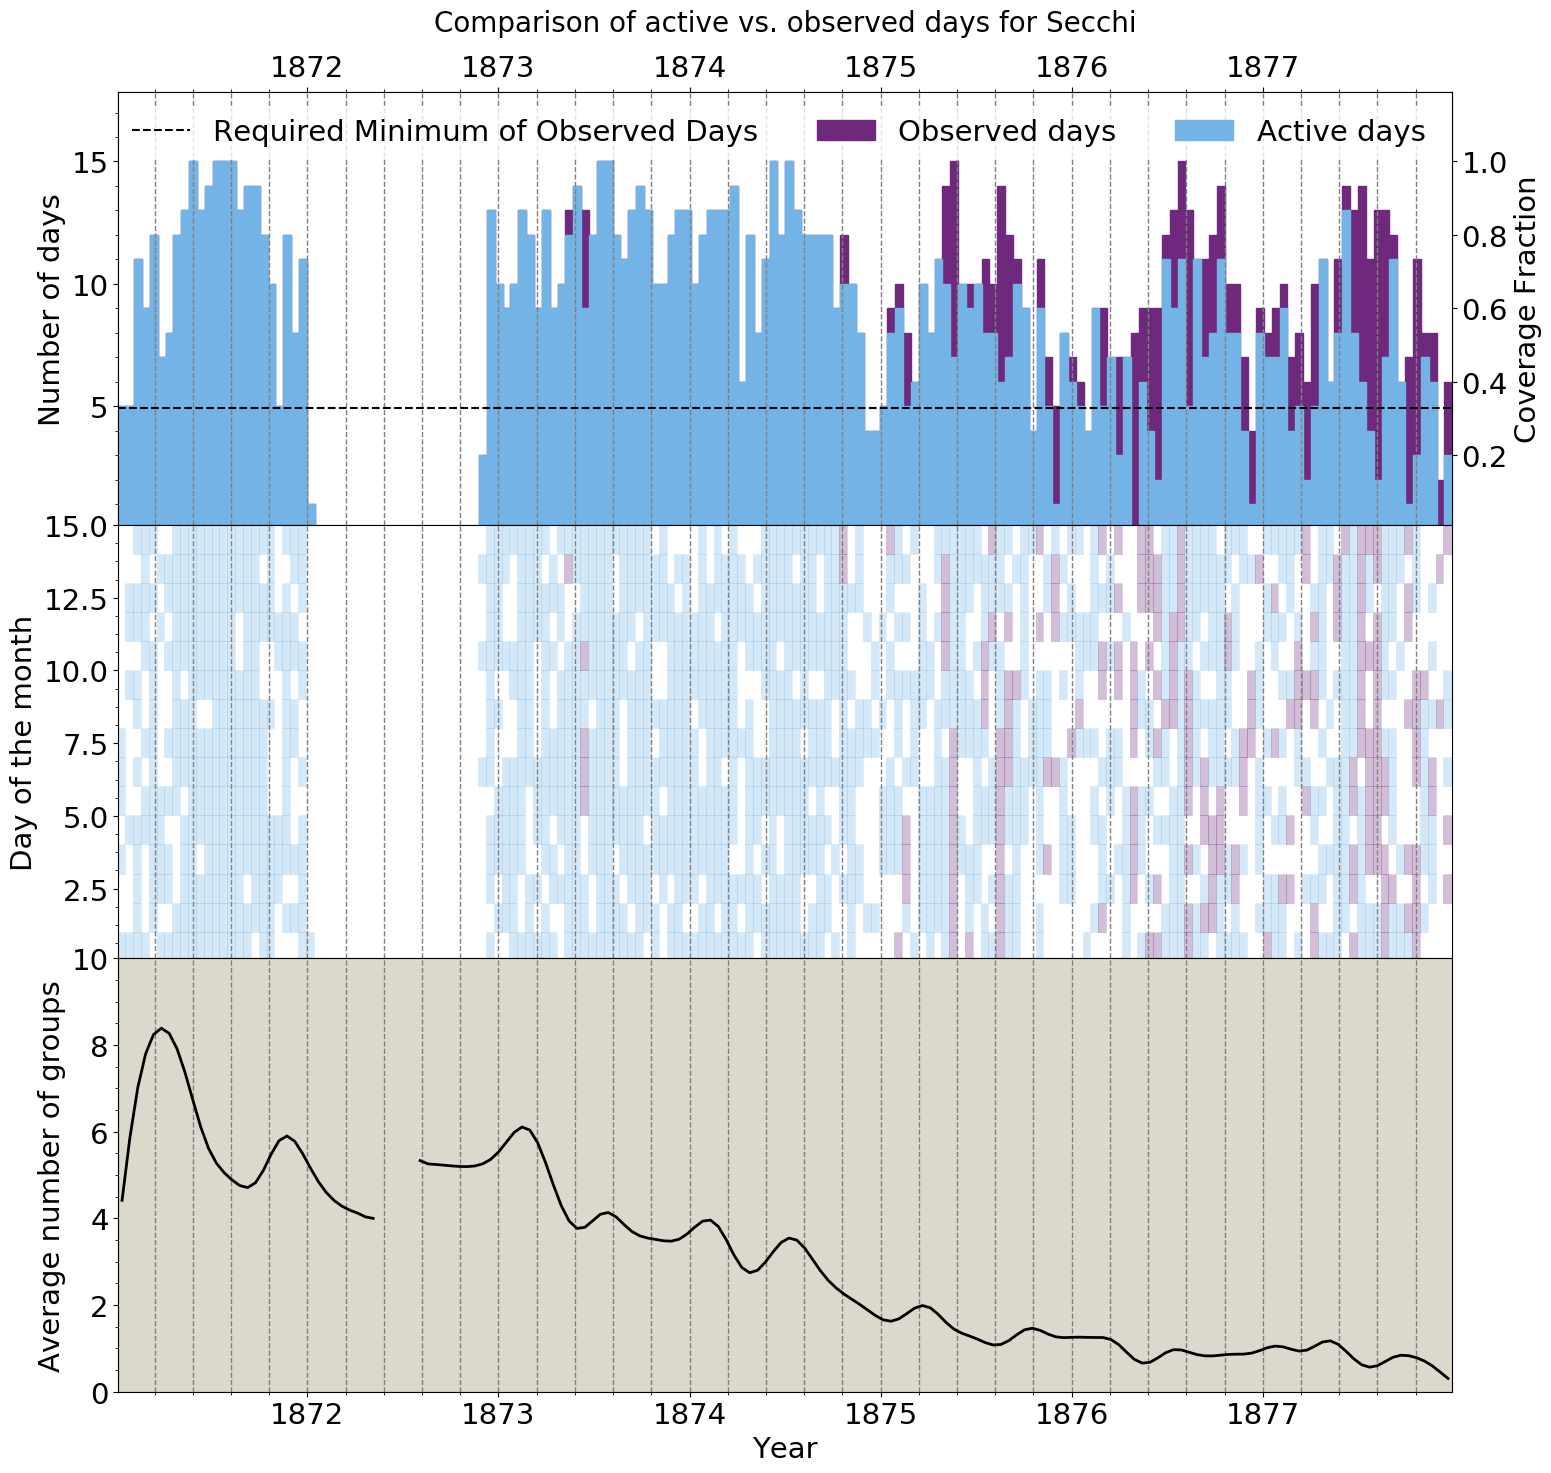 Comparison of active vs. observed days for Secchi
1872 1873 1874 1875 1876 1877
Required Minimum of Observed Days Observed days Active days
Number of days
15
10
5
Coverage Fraction
1.0
0.8
0.6
0.4
0.2
Day of the month
15.0
12.5
10.0
7.5
5.0
2.5
Average number of groups
10
8
6
4
2
0
1872 1873 1874 1875 1876 1877
Year